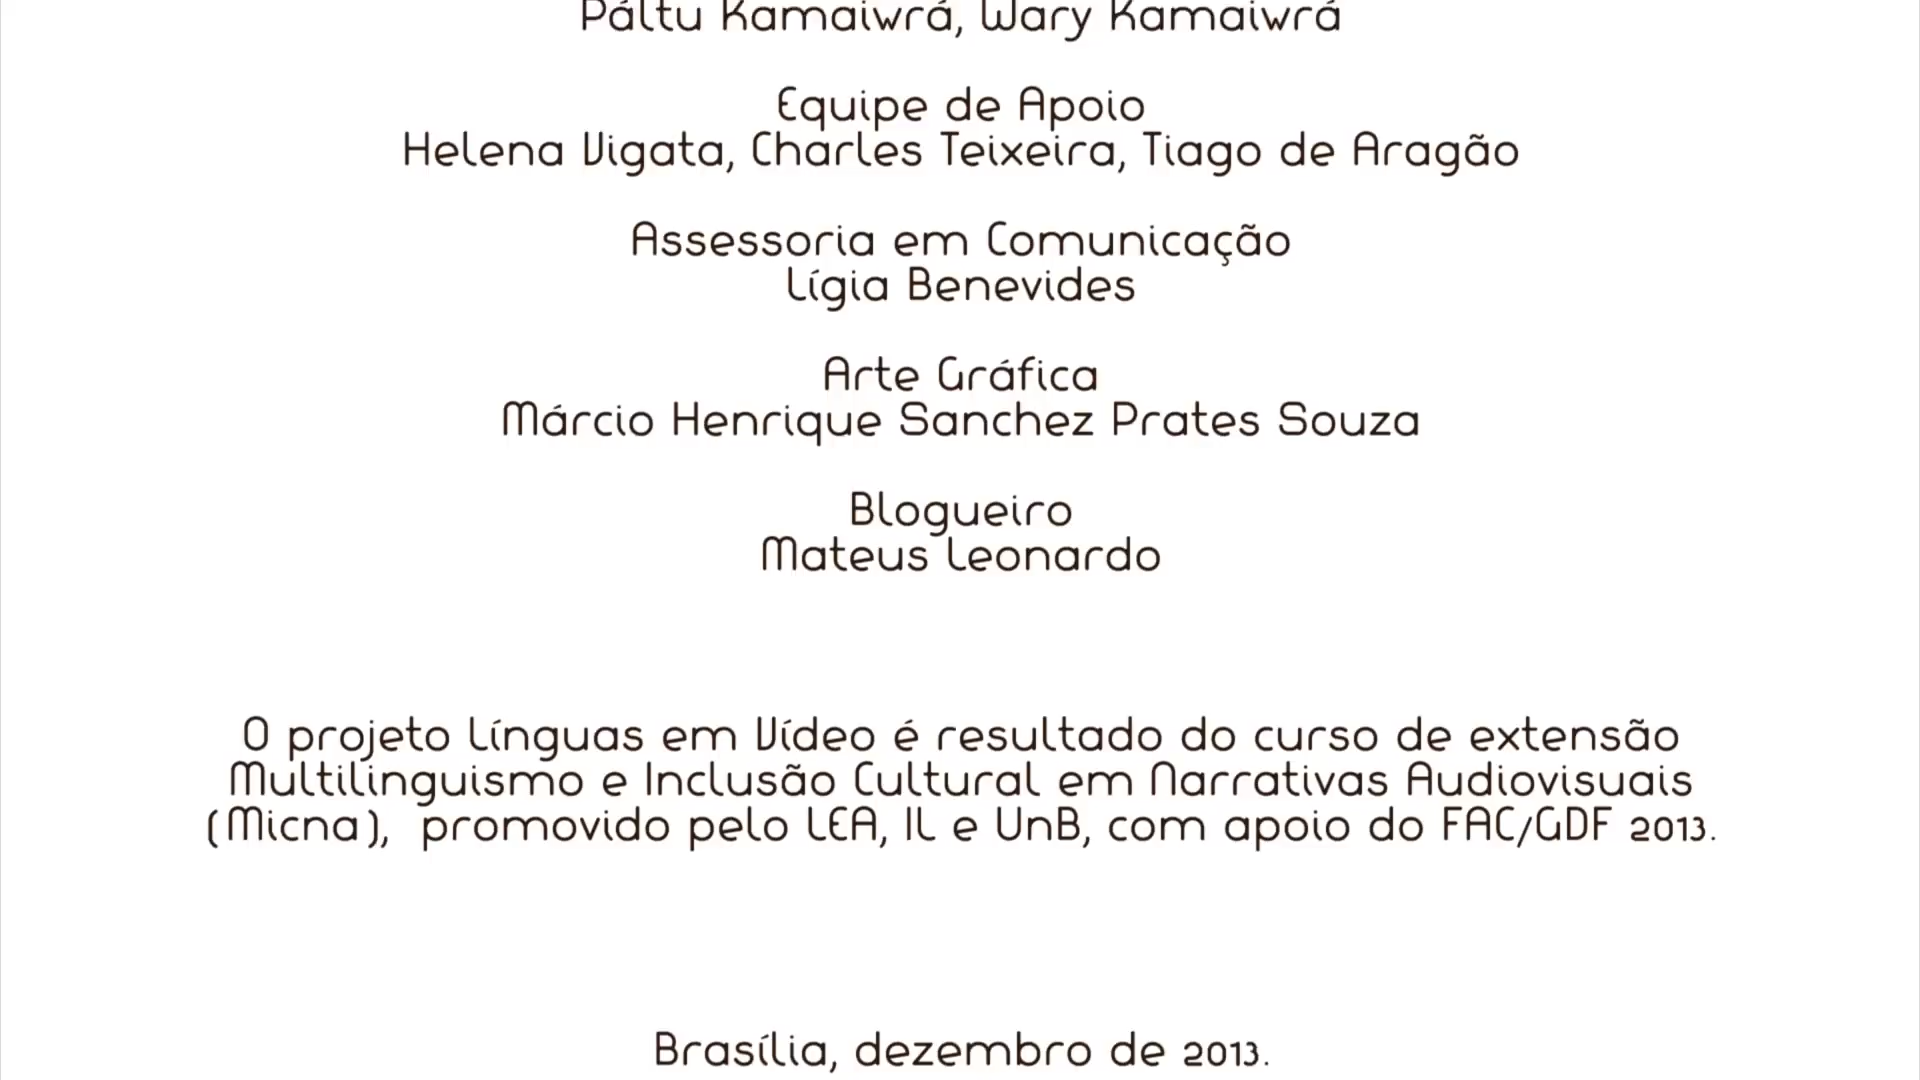 Páltu Kamaiwrá, Wary Kamaiwrá
Equipe de Apoio
Helena Vigata, Charles Teixeira, Tiago de Aragão
Assessoria em Comunicação
Lígia Benevides
Arte Gráfica
Márcio Henrique Sanchez Prates Souza
Blogueiro
Mateus Leonardo
O projeto Línguas em Vídeo é resultado do curso de extensão
Multilinguismo e Inclusão Cultural em Narrativas Audiovisuais
(Micna), promovido pelo LEA, IL e UnB, com apoio do FAC/GDF 2013.
Brasília, dezembro de 2013.